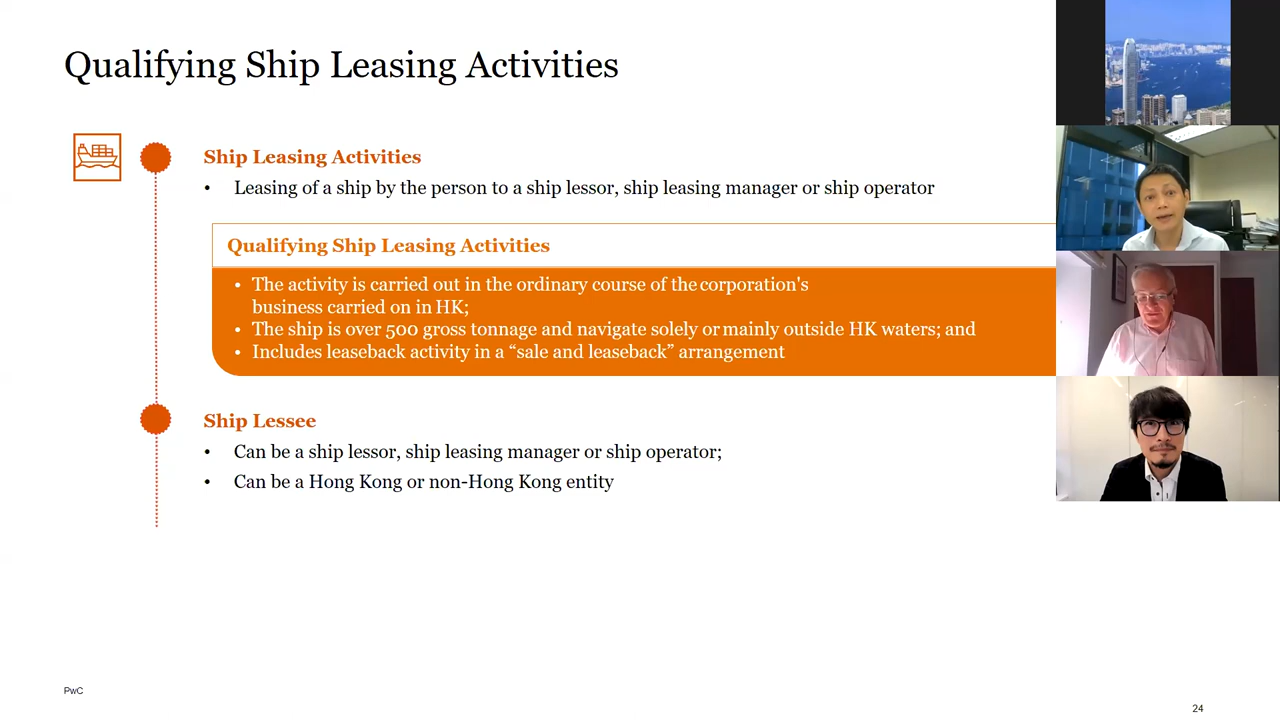 Qualifying Ship Leasing Activities
Ship Leasing Activities
• Leasing of a ship by the person to a ship lessor, ship leasing manager or ship operator
Qualifying Ship Leasing Activities
• The activity is carried out in the ordinary course of the corporation's
business carried on in HK;
• The ship is over 500 gross tonnage and navigate solely or mainly outside HK waters; and
• Includes leaseback activity in a “sale and leaseback” arrangement
Ship Lessee
• Can be a ship lessor, ship leasing manager or ship operator;
• Can be a Hong Kong or non-Hong Kong entity
PwC
24